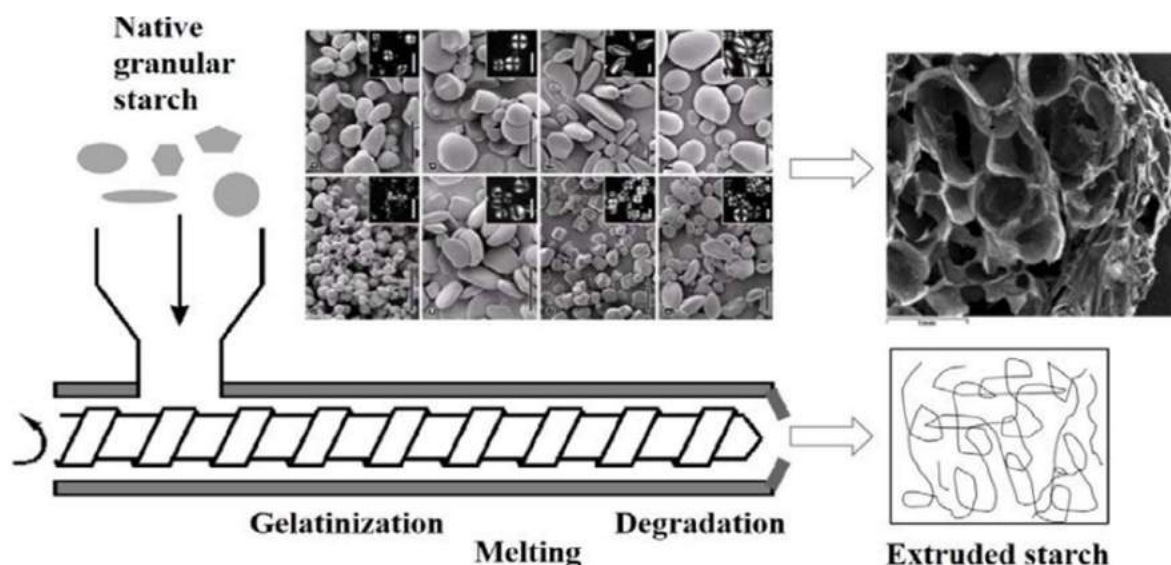 Native
granular
starch
Gelatinization
Melting
Degradation
Extruded starch